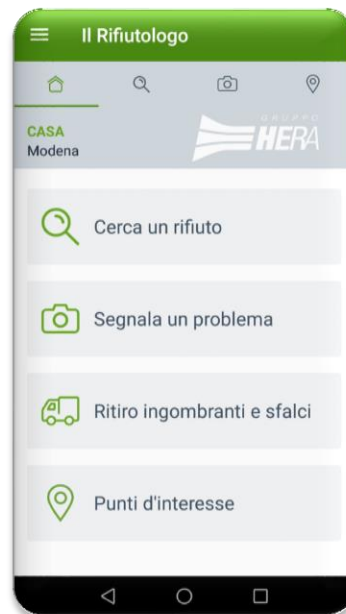 Il Rifiutologo
CASA
Modena
GRUPPO
HERA
Cerca un rifiuto
Segnala un problema
Ritiro ingombranti e sfalci
Punti d'interesse